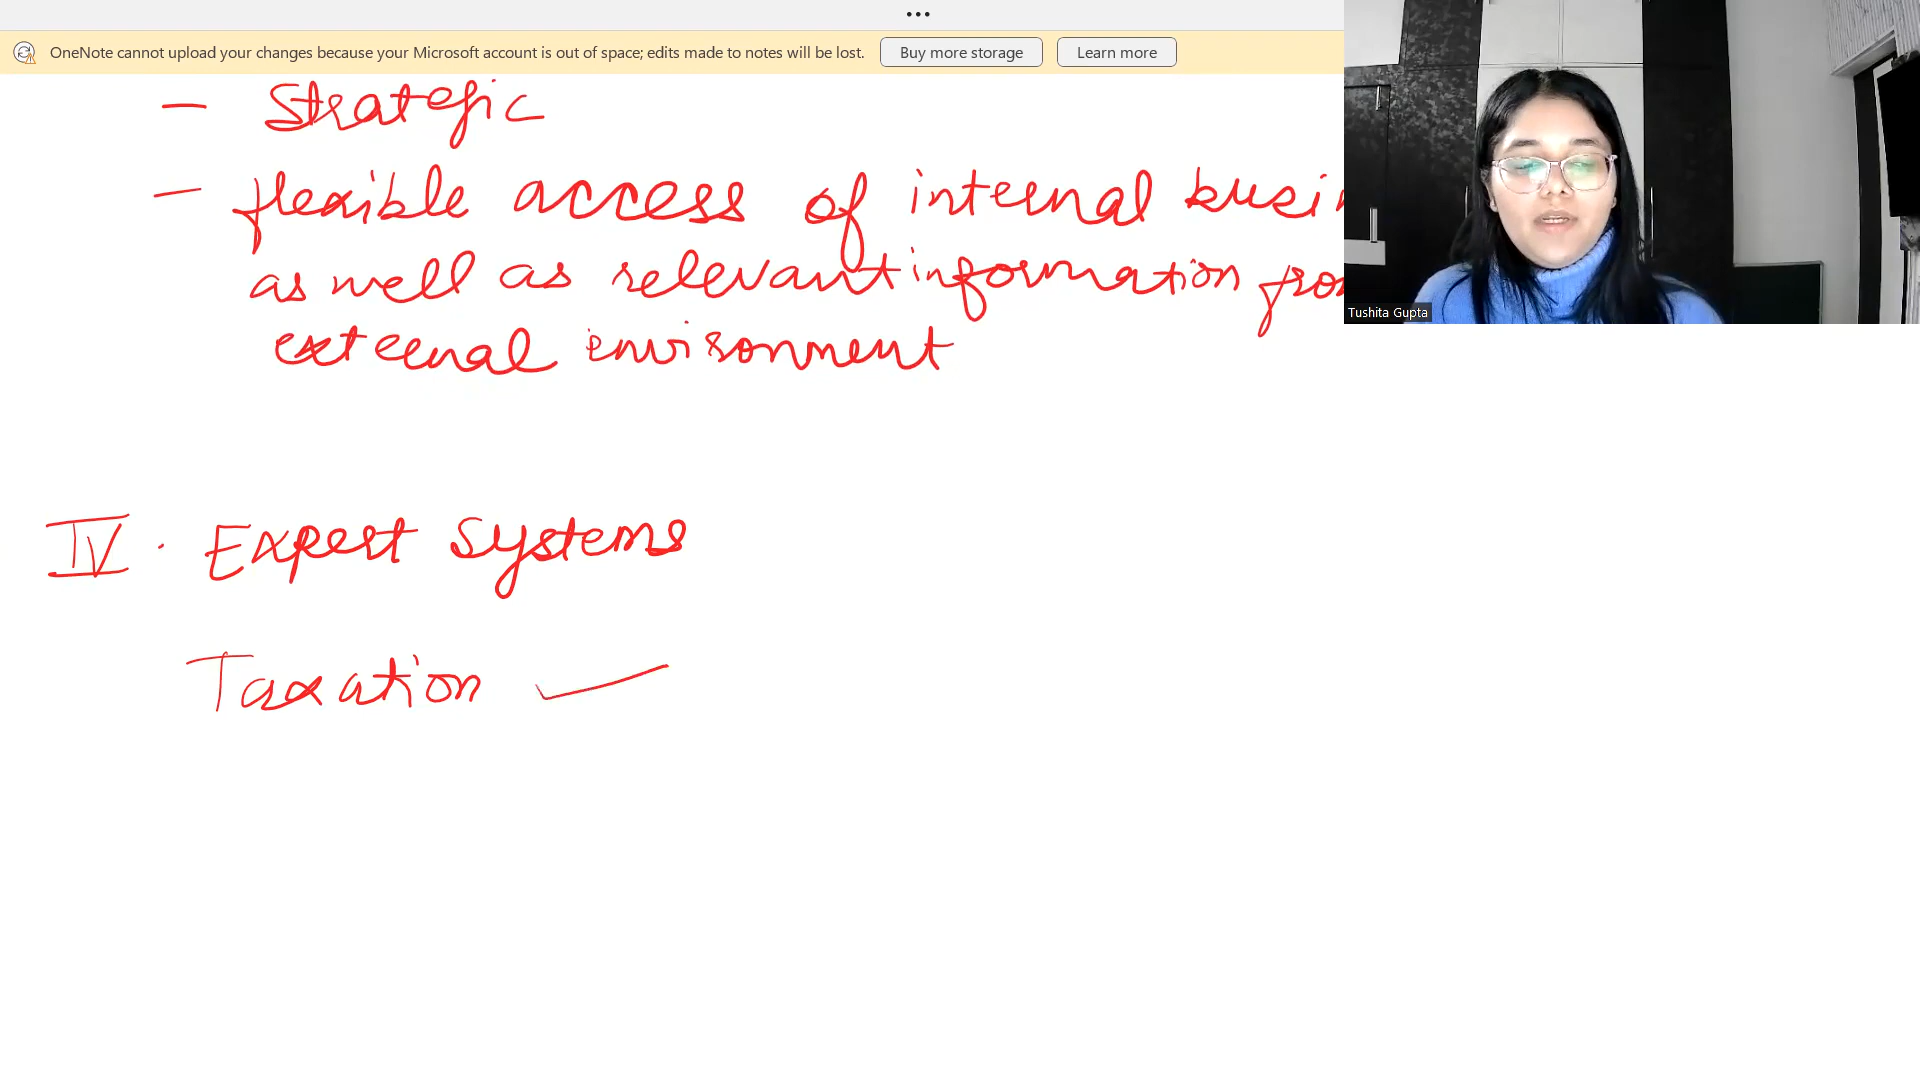 ...
OneNote cannot upload your changes because your Microsoft account is out of space; edits made to notes will be lost. Buy more storage Learn more
– Strategic
– flexible access of internal busi
as well as relevant information fro
external environment
IV. Expert Systems
Taxation ✓
Tushita Gupta